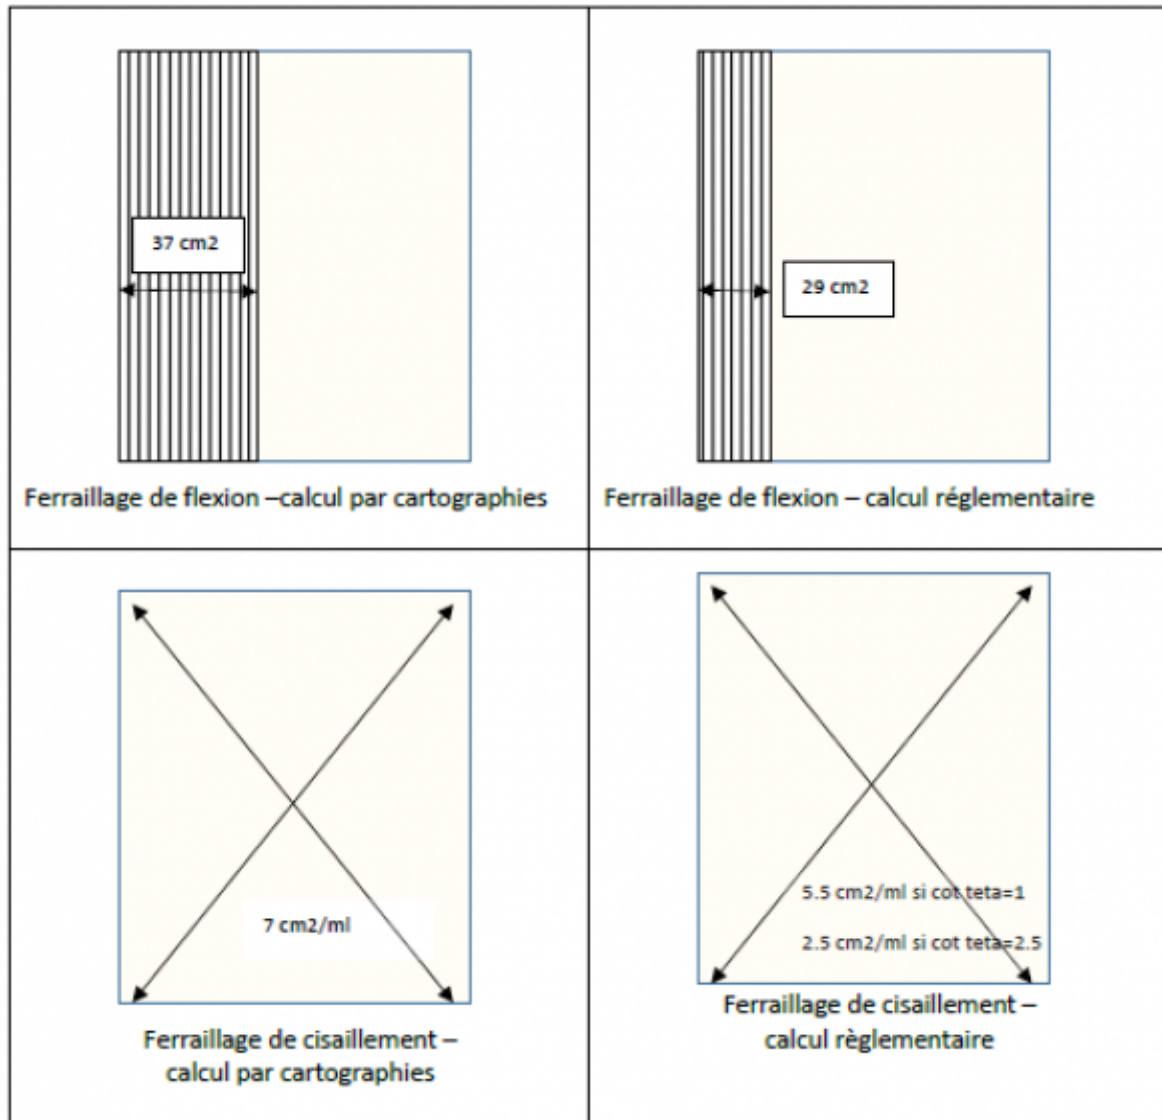 37 cm2
29 cm2
Ferraillage de flexion –calcul par cartographies
Ferraillage de flexion – calcul réglementaire
7 cm2/ml
5.5 cm2/ml si cot teta=1
2.5 cm2/ml si cot teta=2.5
Ferraillage de cisaillement –
calcul par cartographies
Ferraillage de cisaillement –
calcul règlementaire